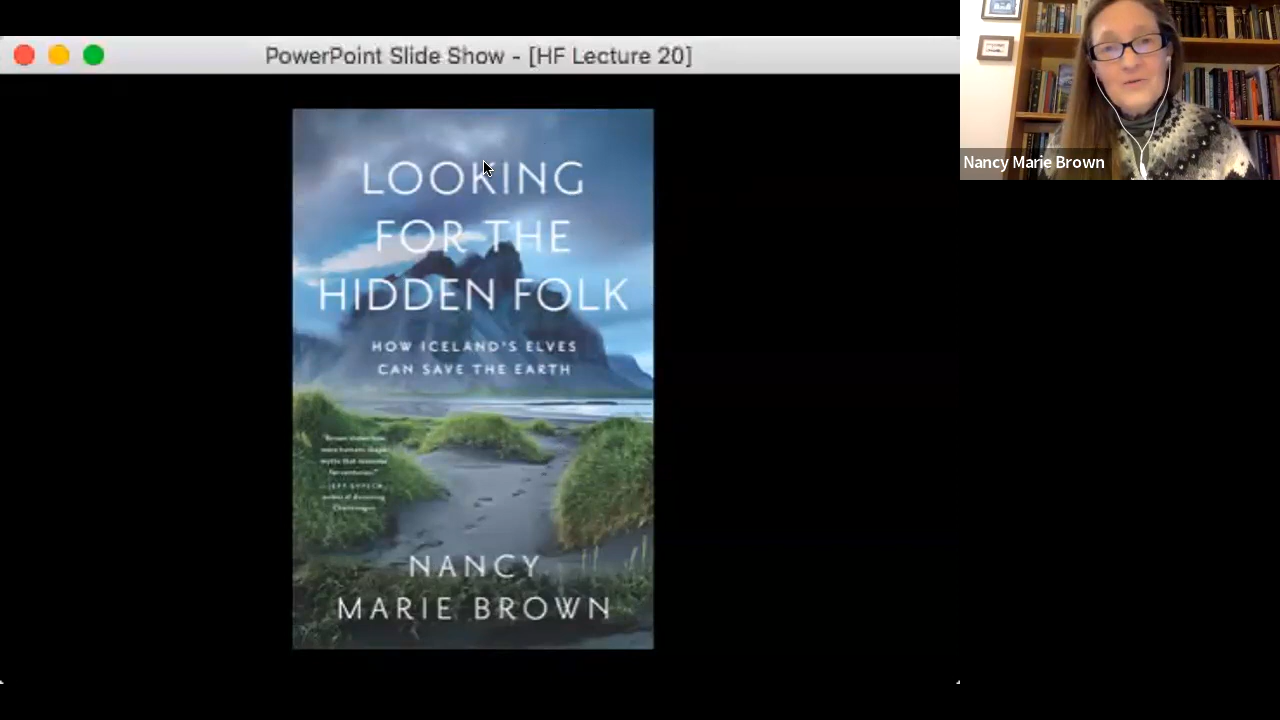 PowerPoint Slide Show - [HF Lecture 20]
LOOKING
FOR THE
HIDDEN FOLK
HOW ICELAND'S ELVES
CAN SAVE THE EARTH
NANCY
MARIE BROWN
Nancy Marie Brown